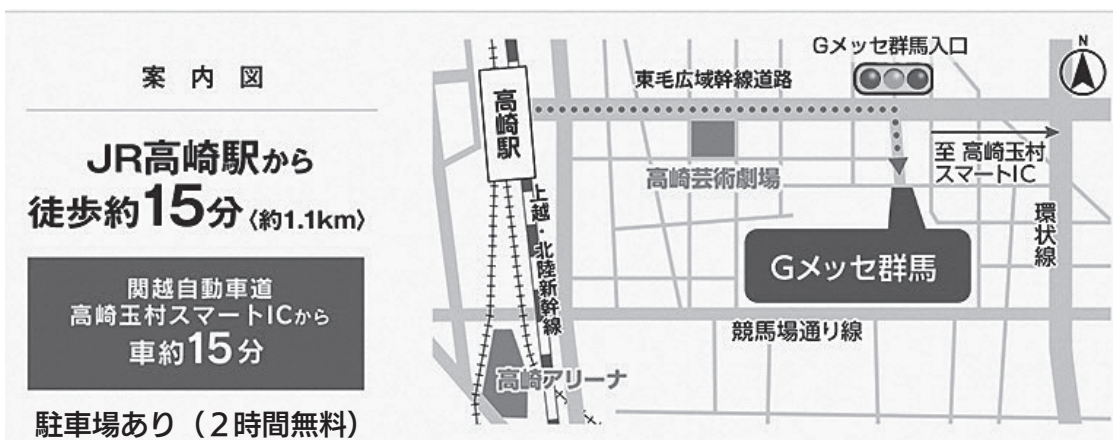 案内図
JR高崎駅から
徒歩約15分〈約1.1km〉
関越自動車道
高崎玉村スマートICから
車約15分
駐車場あり（２時間無料）
Gメッセ群馬入口
N
東毛広域幹線道路
高崎駅
高崎芸術劇場
至 高崎玉村
スマートIC
上越・北陸新幹線
環状線
Gメッセ群馬
競馬場通り線
高崎アリーナ